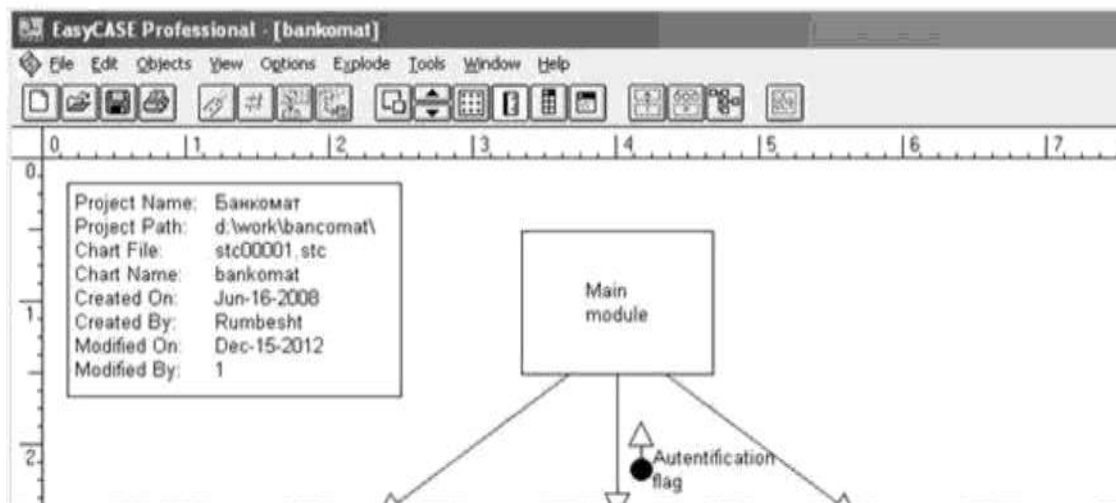 EasyCASE Professional - [bankomat]
File Edit Objects View Options Explode Tools Window Help
0 1 2 3 4 5 6 7
0
Project Name: Банкомат
Project Path: d:\work\bancomat\
Chart File: stc00001.stc
Chart Name: bankomat
Created On: Jun-16-2008
Created By: Rumbesht
Modified On: Dec-15-2012
Modified By: 1
Main
module
1
2
Autentification
flag